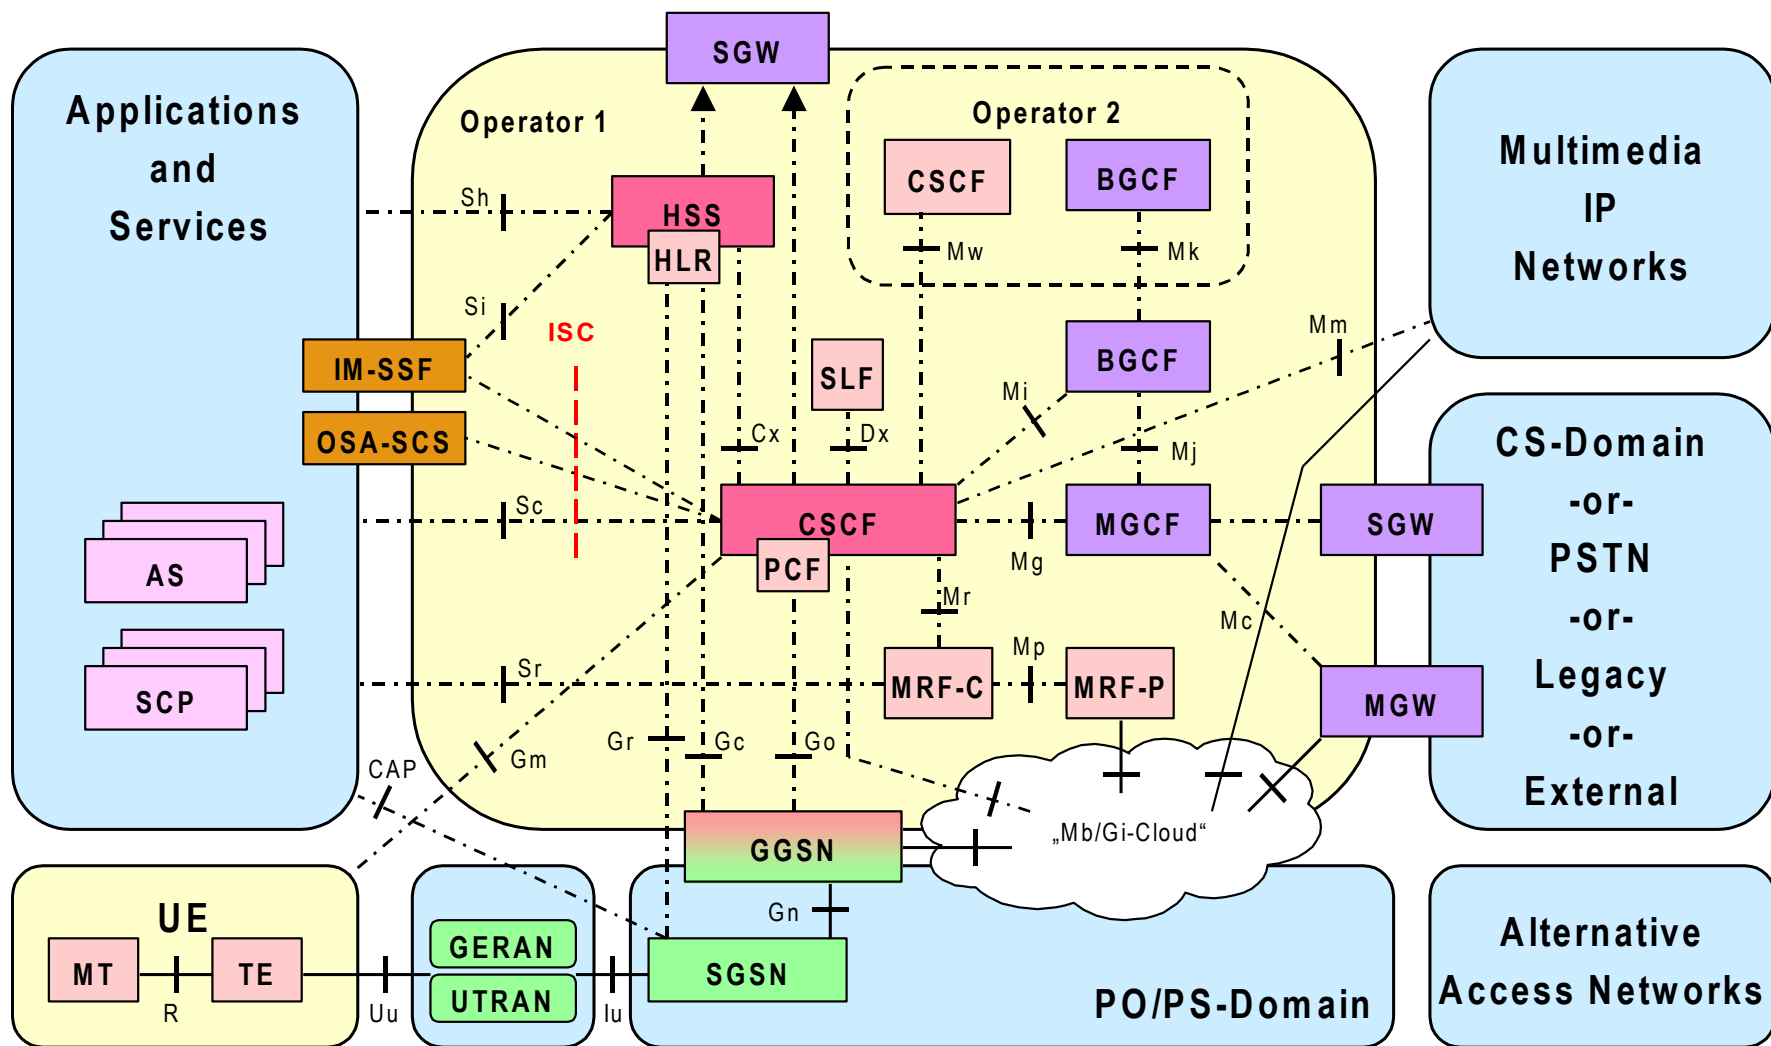 SGW
Applications
and
Services
Operator 1
Operator 2
CSCF
BGCF
Multimedia
IP
Networks
Sh
HSS
HLR
Mw
Mk
Si
ISC
Mm
IM-SSF
SLF
BGCF
Mi
OSA-SCS
Cx
Dx
Mj
CS-Domain
-or-
PSTN
-or-
Legacy
-or-
External
Sc
CSCF
PCF
Mg
MGCF
SGW
AS
Mr
Mc
SCP
Sr
MRF-C
Mp
MRF-P
MGW
CAP
Gm
Gr
Gc
Go
GGSN
„Mb/Gi-Cloud“
UE
Gn
MT
R
TE
Uu
GERAN
UTRAN
Iu
SGSN
PO/PS-Domain
Alternative
Access Networks